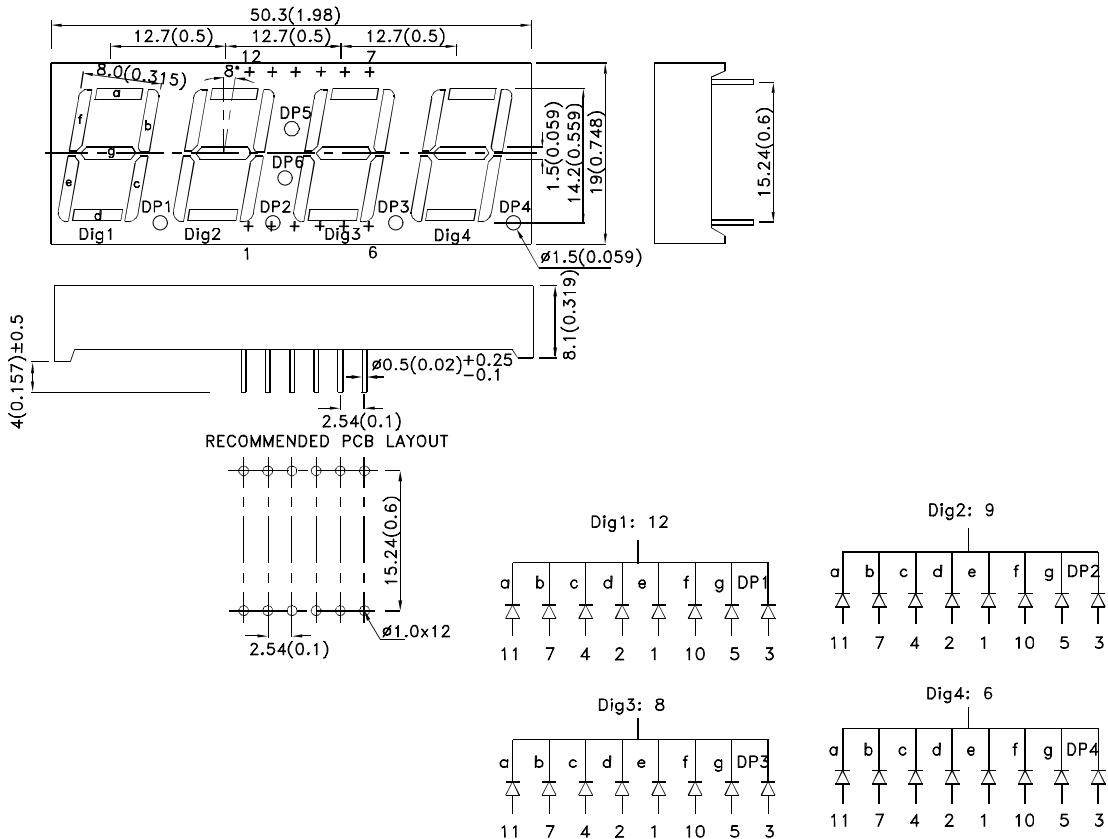 50.3(1.98)
12.7(0.5) 12.7(0.5) 12.7(0.5)
12 7
8.0(0.315) 8°
a
f b
g
e c
d
DP5
DP6
DP1 DP2 DP3 DP4
Dig1 Dig2 Dig3 Dig4
1 6
1.5(0.059)
14.2(0.559)
19(0.748)
ø1.5(0.059)
15.24(0.6)
8.1(0.319)
4(0.157)±0.5
ø0.5(0.02)+0.25
-0.1
2.54(0.1)
RECOMMENDED PCB LAYOUT
15.24(0.6)
ø1.0x12
2.54(0.1)
Dig1: 12
a b c d e f g DP1
11 7 4 2 1 10 5 3
Dig2: 9
a b c d e f g DP2
11 7 4 2 1 10 5 3
Dig3: 8
a b c d e f g DP3
11 7 4 2 1 10 5 3
Dig4: 6
a b c d e f g DP4
11 7 4 2 1 10 5 3